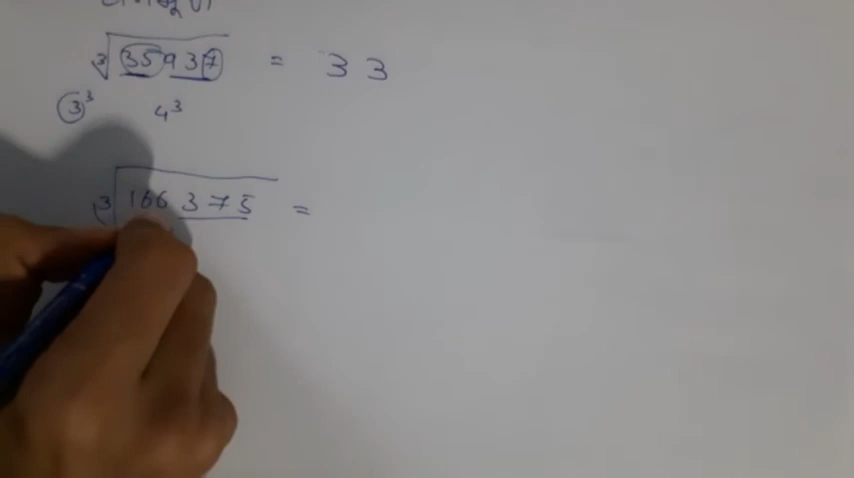 ∛35937 = 33
3³ 4³
∛166375 =